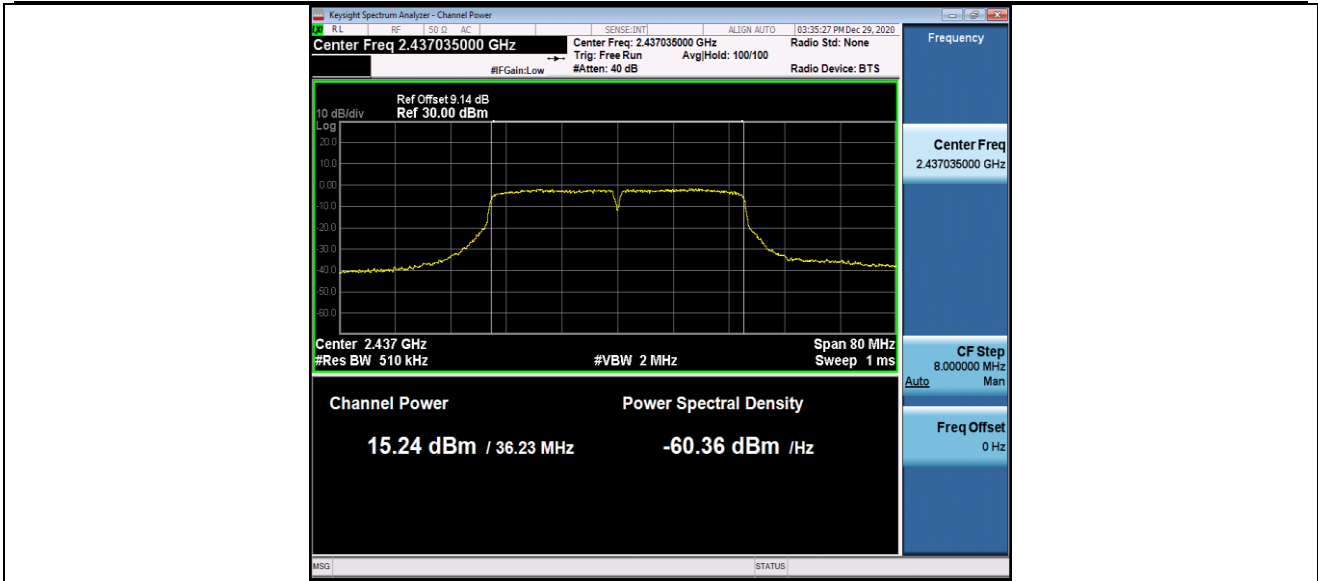 Keysight Spectrum Analyzer - Channel Power
RL RF 50 Ω AC SENSE:INT ALIGN AUTO 03:35:27 PM Dec 29, 2020
Center Freq 2.437035000 GHz
Center Freq: 2.437035000 GHz
Radio Std: None
Trig: Free Run Avg|Hold: 100/100
#IFGain:Low
#Atten: 40 dB
Radio Device: BTS
Ref Offset 9.14 dB
10 dB/div Ref 30.00 dBm
Log
20.0
10.0
0.00
-10.0
-20.0
-30.0
-40.0
-50.0
-60.0
Center 2.437 GHz Span 80 MHz
#Res BW 510 kHz #VBW 2 MHz Sweep 1 ms
Channel Power Power Spectral Density
15.24 dBm / 36.23 MHz -60.36 dBm /Hz
MSG STATUS
Frequency
Center Freq
2.437035000 GHz
CF Step
8.000000 MHz
Auto Man
Freq Offset
0 Hz